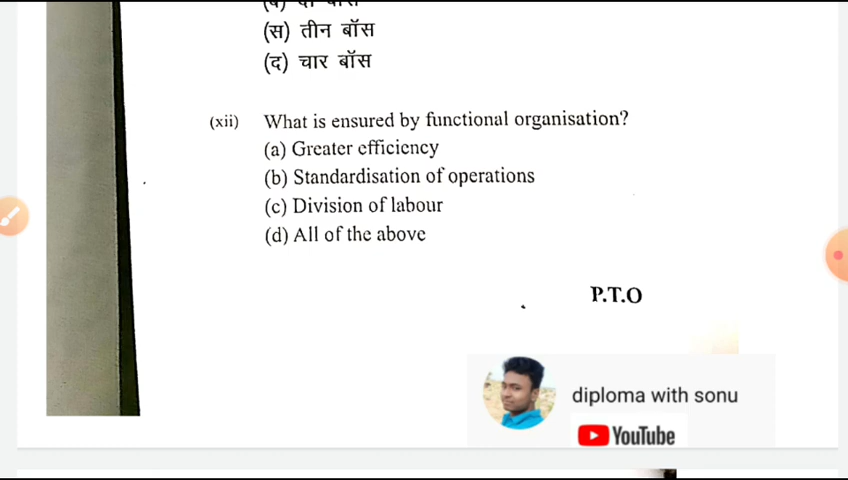 (स) तीन बॉस
(द) चार बॉस
(xii) What is ensured by functional organisation?
(a) Greater efficiency
(b) Standardisation of operations
(c) Division of labour
(d) All of the above
P.T.O
diploma with sonu
YouTube